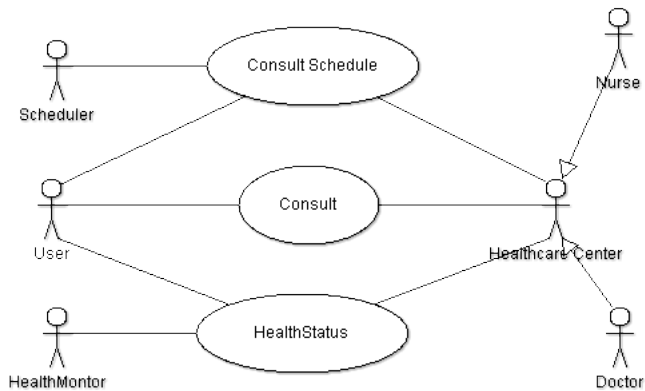 Consult Schedule
Nurse
Scheduler
Consult
User
Healthcare Center
HealthStatus
HealthMontor
Doctor